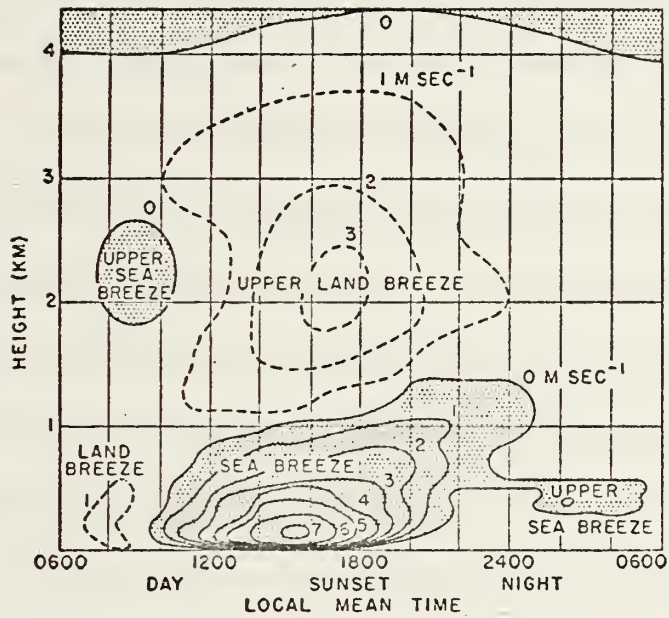 0
4
1 M SEC⁻¹
3
2
0
3
UPPER
SEA
BREEZE
UPPER LAND BREEZE
2
HEIGHT (KM)
0 M SEC⁻¹
1
1
LAND
BREEZE
2
SEA BREEZE
3
1
4
UPPER
0
7 6 5
SEA BREEZE
0
0600 1200 1800 2400 0600
DAY SUNSET NIGHT
LOCAL MEAN TIME